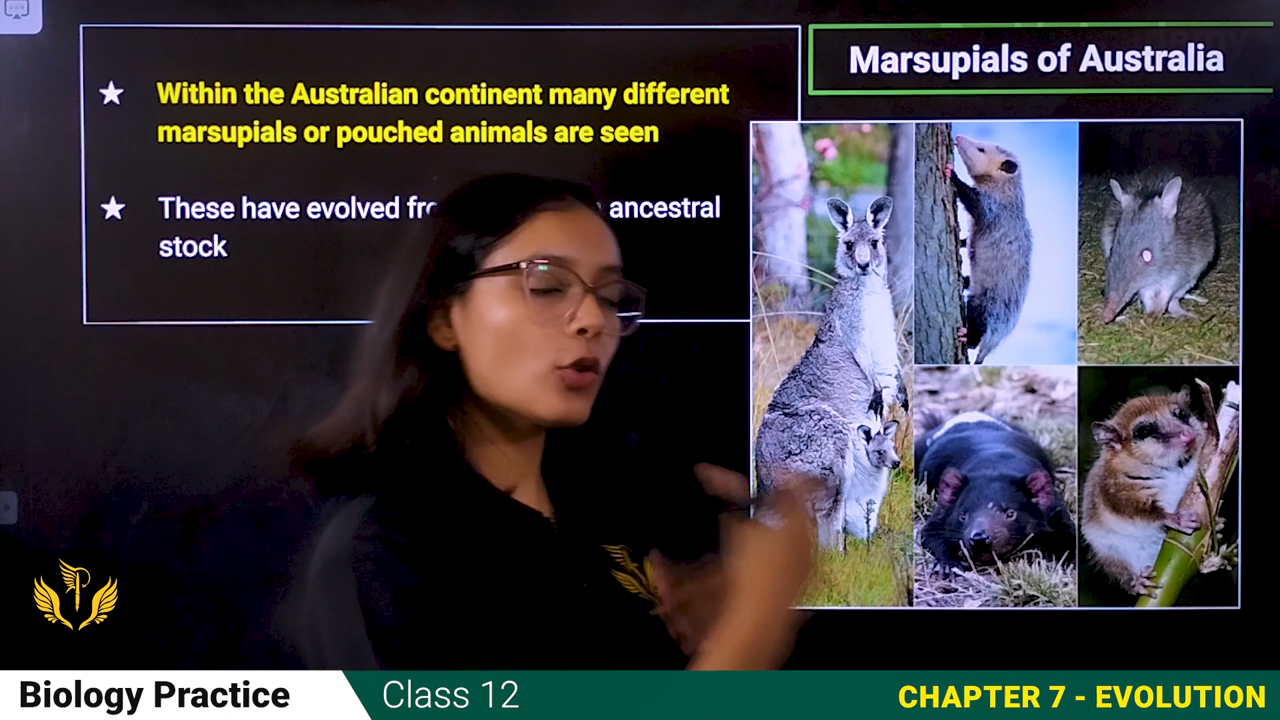 Marsupials of Australia
★ Within the Australian continent many different
marsupials or pouched animals are seen
★ These have evolved ancestral
stock
Biology Practice
Class 12
CHAPTER 7 - EVOLUTION